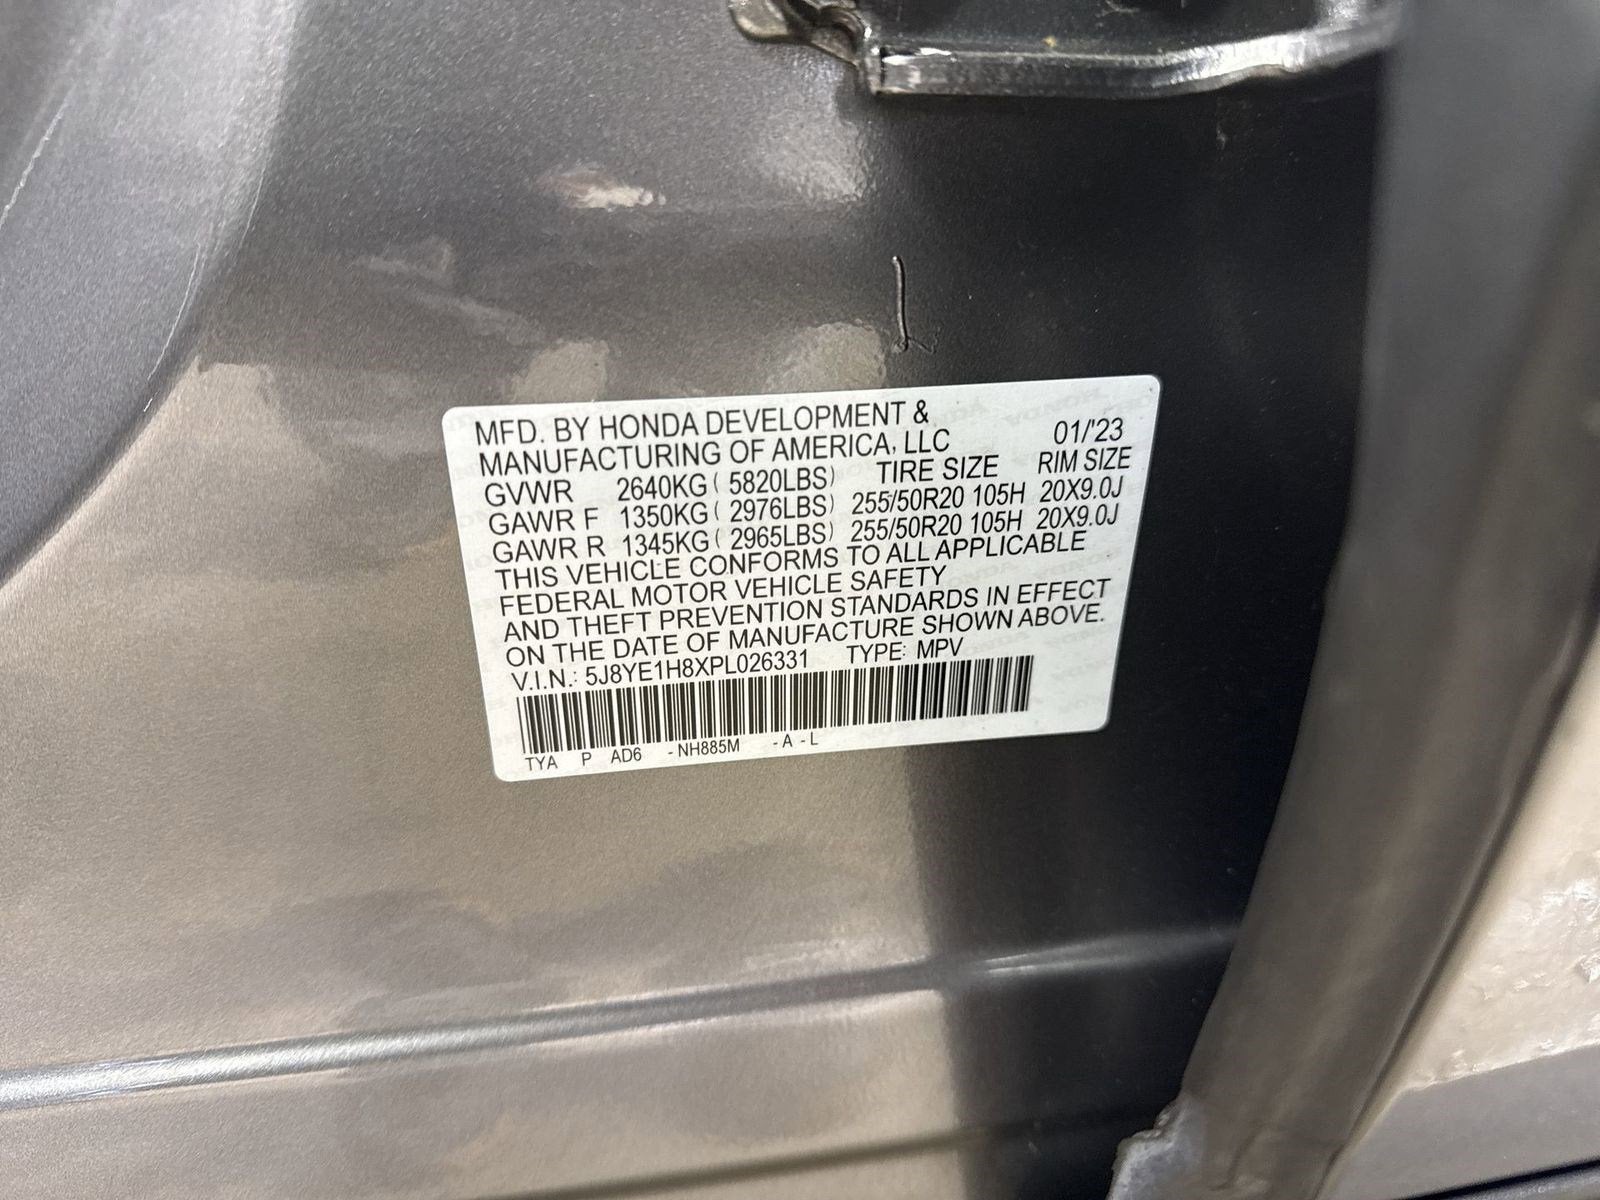 MFD. BY HONDA DEVELOPMENT &
MANUFACTURING OF AMERICA, LLC 01/'23
GVWR 2640KG ( 5820LBS) TIRE SIZE RIM SIZE
GAWR F 1350KG ( 2976LBS) 255/50R20 105H 20X9.0J
GAWR R 1345KG ( 2965LBS) 255/50R20 105H 20X9.0J
THIS VEHICLE CONFORMS TO ALL APPLICABLE
FEDERAL MOTOR VEHICLE SAFETY
AND THEFT PREVENTION STANDARDS IN EFFECT
ON THE DATE OF MANUFACTURE SHOWN ABOVE.
V.I.N.: 5J8YE1H8XPL026331 TYPE: MPV
TYA P AD6 -NH885M -A -L